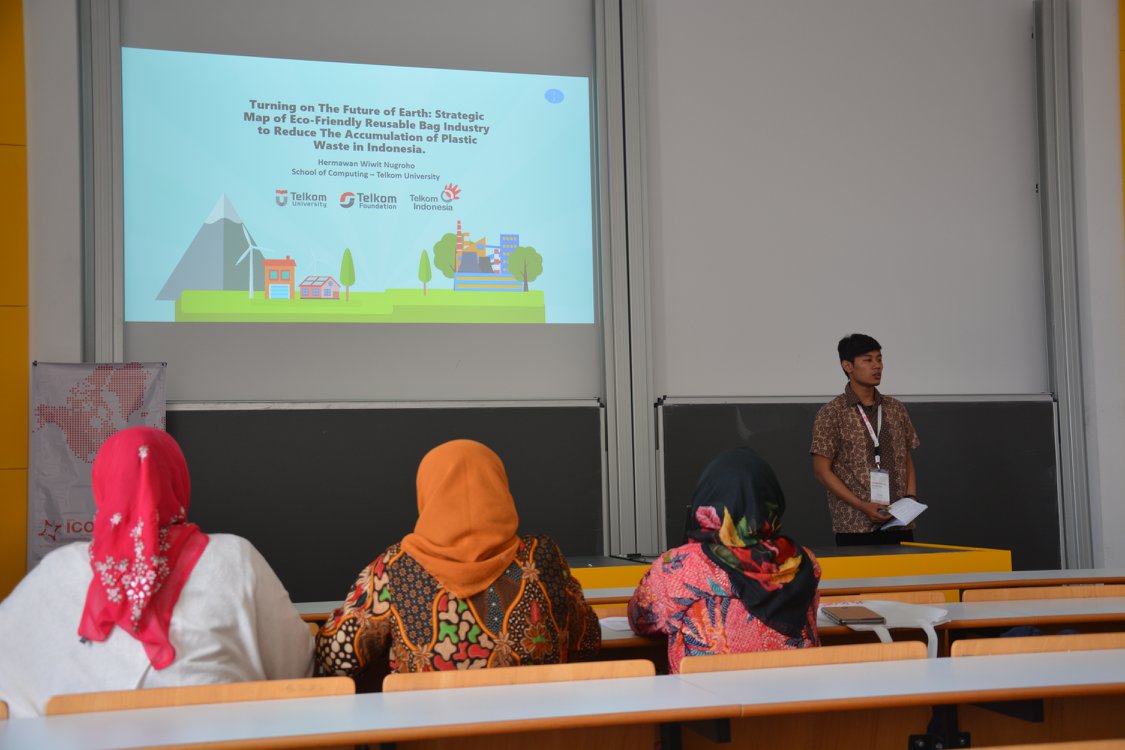 Turning on The Future of Earth: Strategic
Map of Eco-Friendly Reusable Bag Industry
to Reduce The Accumulation of Plastic
Waste in Indonesia.
Hermawan Wiwit Nugroho
School of Computing – Telkom University
Telkom
University
Telkom
Foundation
Telkom
Indonesia